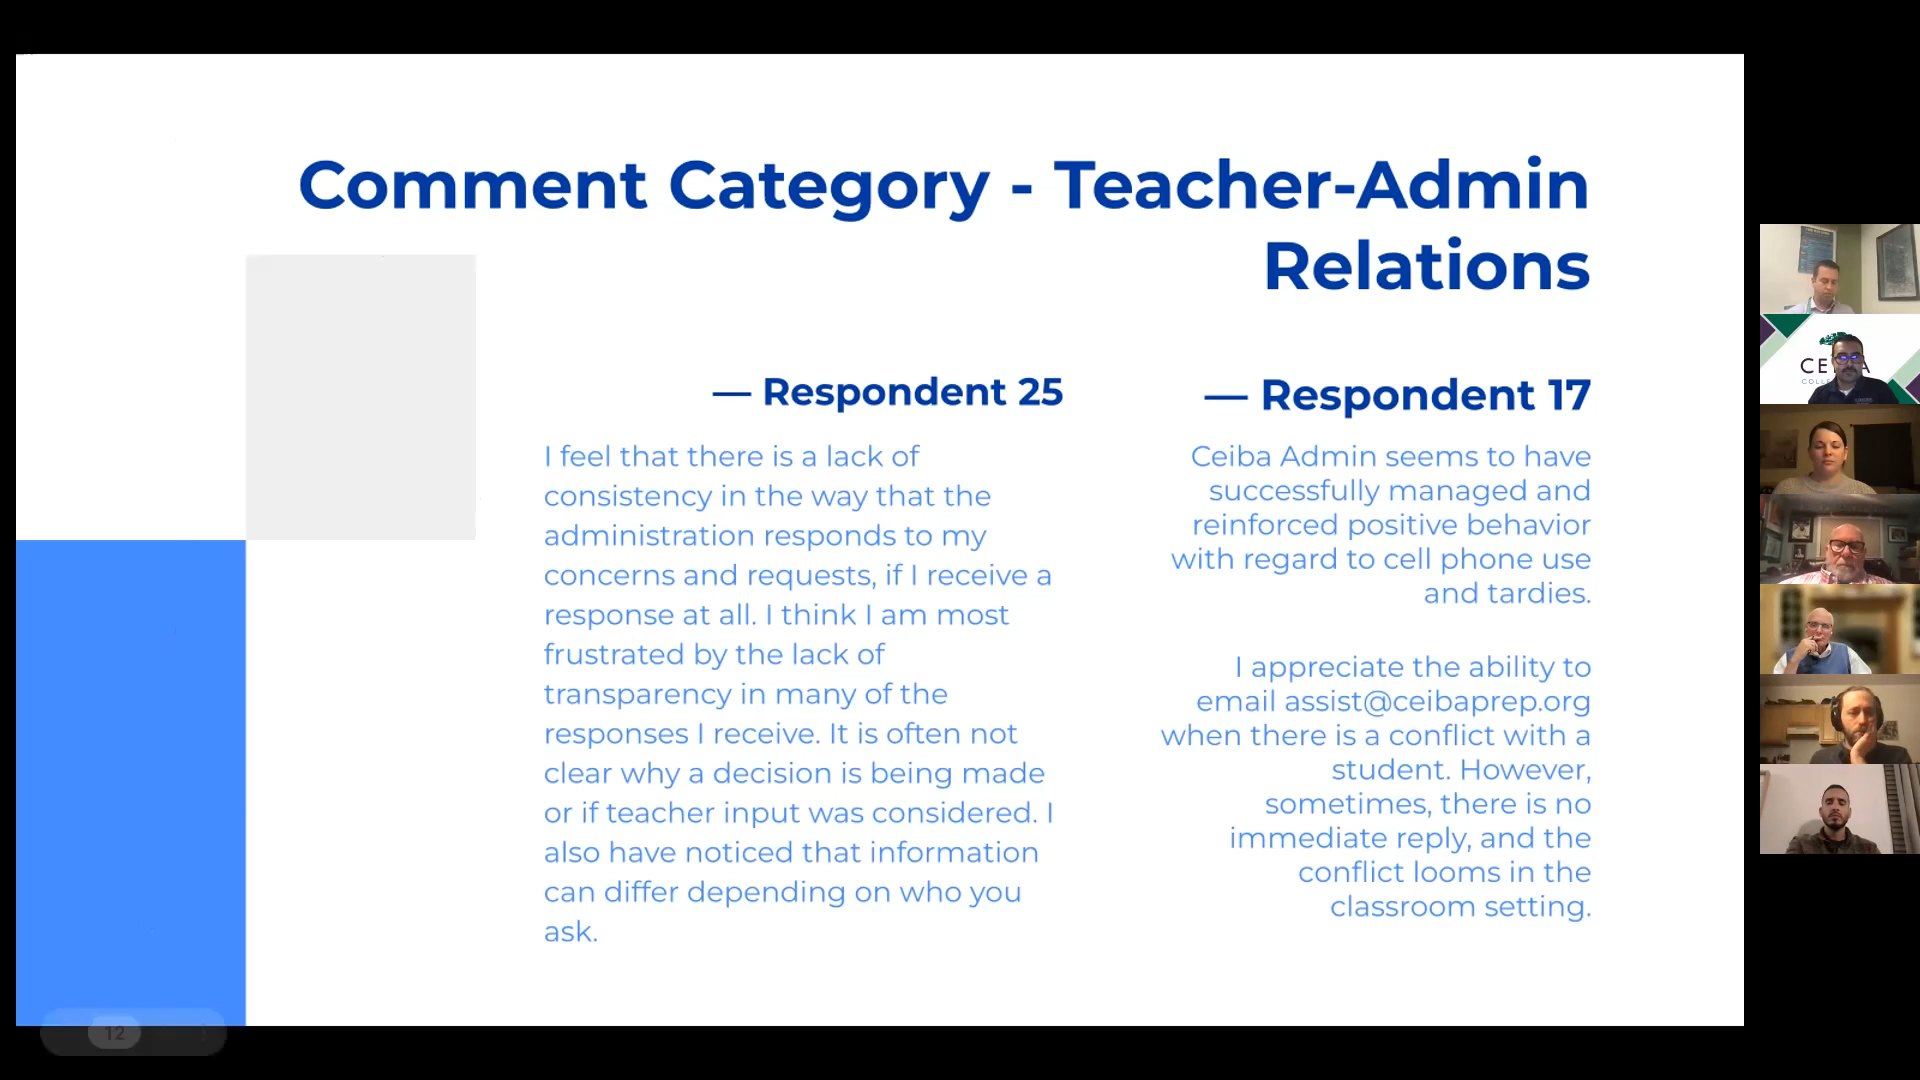 Comment Category - Teacher-Admin
Relations
— Respondent 25
I feel that there is a lack of
consistency in the way that the
administration responds to my
concerns and requests, if I receive a
response at all. I think I am most
frustrated by the lack of
transparency in many of the
responses I receive. It is often not
clear why a decision is being made
or if teacher input was considered. I
also have noticed that information
can differ depending on who you
ask.
— Respondent 17
Ceiba Admin seems to have
successfully managed and
reinforced positive behavior
with regard to cell phone use
and tardies.
I appreciate the ability to
email assist@ceibaprep.org
when there is a conflict with a
student. However,
sometimes, there is no
immediate reply, and the
conflict looms in the
classroom setting.
12